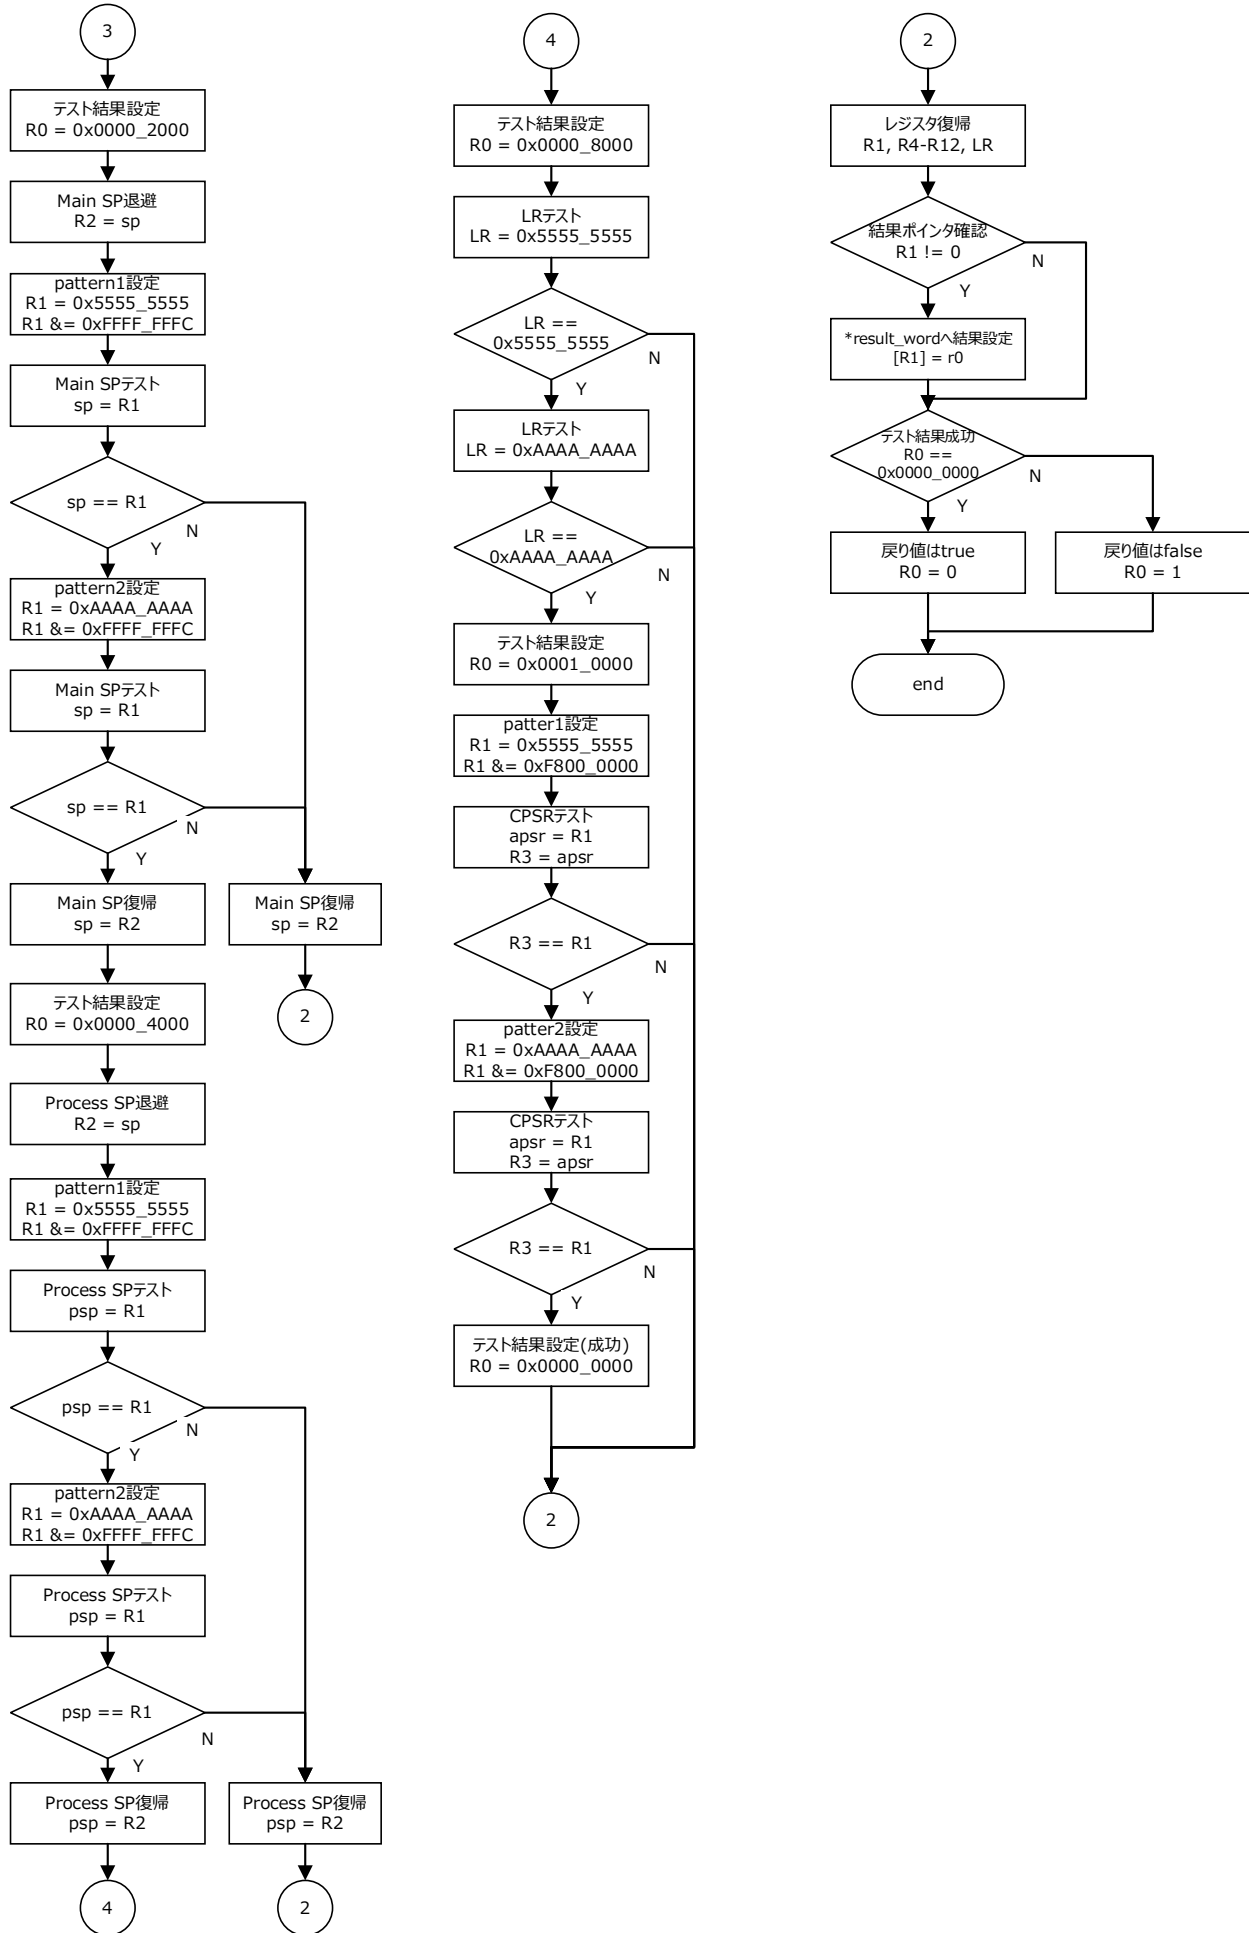 3
テスト結果設定
R0 = 0x0000_2000
Main SP退避
R2 = sp
pattern1設定
R1 = 0x5555_5555
R1 &= 0xFFFF_FFFC
Main SPテスト
sp = R1
sp == R1
N
Y
pattern2設定
R1 = 0xAAAA_AAAA
R1 &= 0xFFFF_FFFC
Main SPテスト
sp = R1
sp == R1
N
Y
Main SP復帰
sp = R2
Main SP復帰
sp = R2
2
テスト結果設定
R0 = 0x0000_4000
Process SP退避
R2 = sp
pattern1設定
R1 = 0x5555_5555
R1 &= 0xFFFF_FFFC
Process SPテスト
psp = R1
psp == R1
N
Y
pattern2設定
R1 = 0xAAAA_AAAA
R1 &= 0xFFFF_FFFC
Process SPテスト
psp = R1
psp == R1
N
Y
Process SP復帰
psp = R2
Process SP復帰
psp = R2
4
2
4
テスト結果設定
R0 = 0x0000_8000
LRテスト
LR = 0x5555_5555
LR ==
0x5555_5555
N
Y
LRテスト
LR = 0xAAAA_AAAA
LR ==
0xAAAA_AAAA
N
Y
テスト結果設定
R0 = 0x0001_0000
patter1設定
R1 = 0x5555_5555
R1 &= 0xF800_0000
CPSRテスト
apsr = R1
R3 = apsr
R3 == R1
N
Y
patter2設定
R1 = 0xAAAA_AAAA
R1 &= 0xF800_0000
CPSRテスト
apsr = R1
R3 = apsr
R3 == R1
N
Y
テスト結果設定(成功)
R0 = 0x0000_0000
2
2
レジスタ復帰
R1, R4-R12, LR
結果ポインタ確認
R1 != 0
N
Y
*result_wordへ結果設定
[R1] = r0
テスト結果成功
R0 ==
0x0000_0000
N
Y
戻り値はtrue
R0 = 0
戻り値はfalse
R0 = 1
end